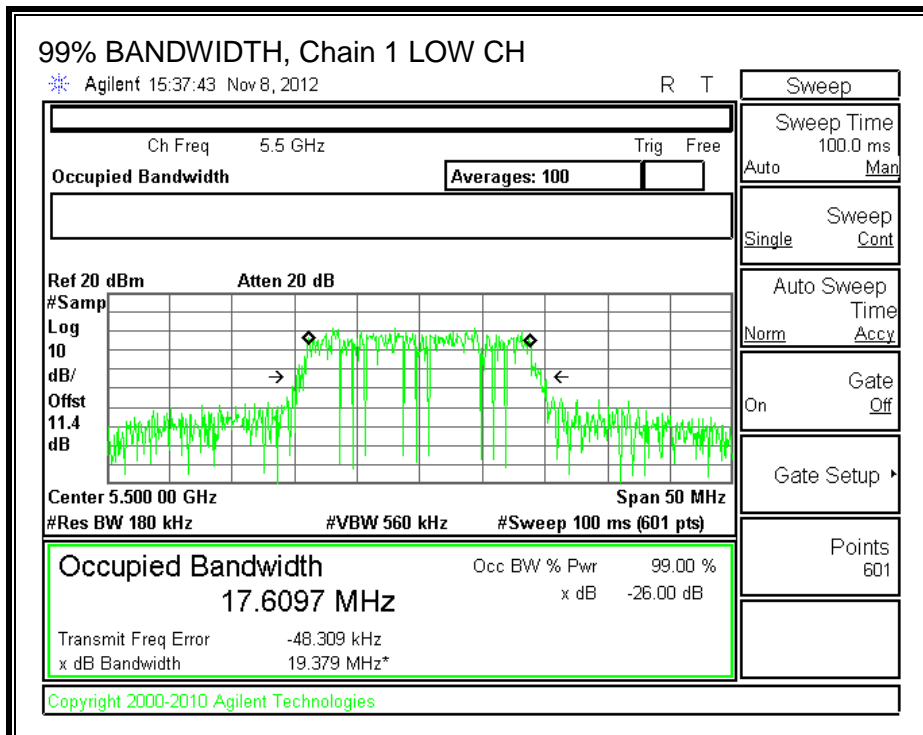 99% BANDWIDTH, Chain 1 LOW CH
Agilent 15:37:43 Nov 8, 2012 R T
Ch Freq 5.5 GHz Trig Free
Occupied Bandwidth Averages: 100
Ref 20 dBm Atten 20 dB
#Samp
Log
10
dB/
Offst
11.4
dB
Center 5.500 00 GHz Span 50 MHz
#Res BW 180 kHz #VBW 560 kHz #Sweep 100 ms (601 pts)
Occupied Bandwidth
17.6097 MHz
Occ BW % Pwr 99.00 %
x dB -26.00 dB
Transmit Freq Error -48.309 kHz
x dB Bandwidth 19.379 MHz*
Copyright 2000-2010 Agilent Technologies
Sweep
Sweep Time
100.0 ms
Auto Man
Sweep
Single Cont
Auto Sweep
Time
Norm Accy
Gate
On Off
Gate Setup
Points
601